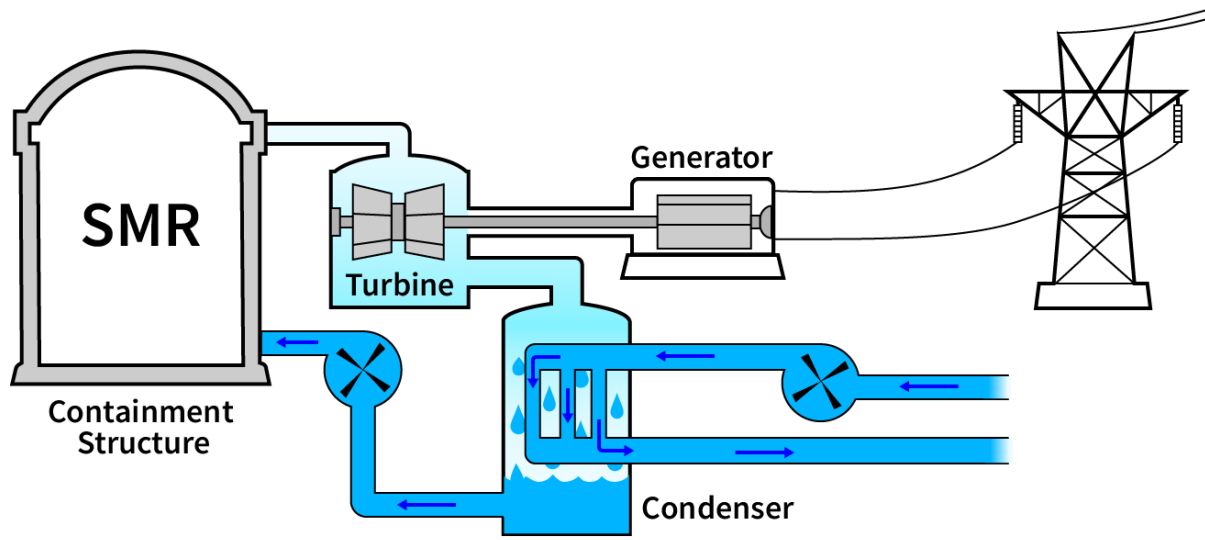 SMR
Generator
Turbine
Containment
Structure
Condenser